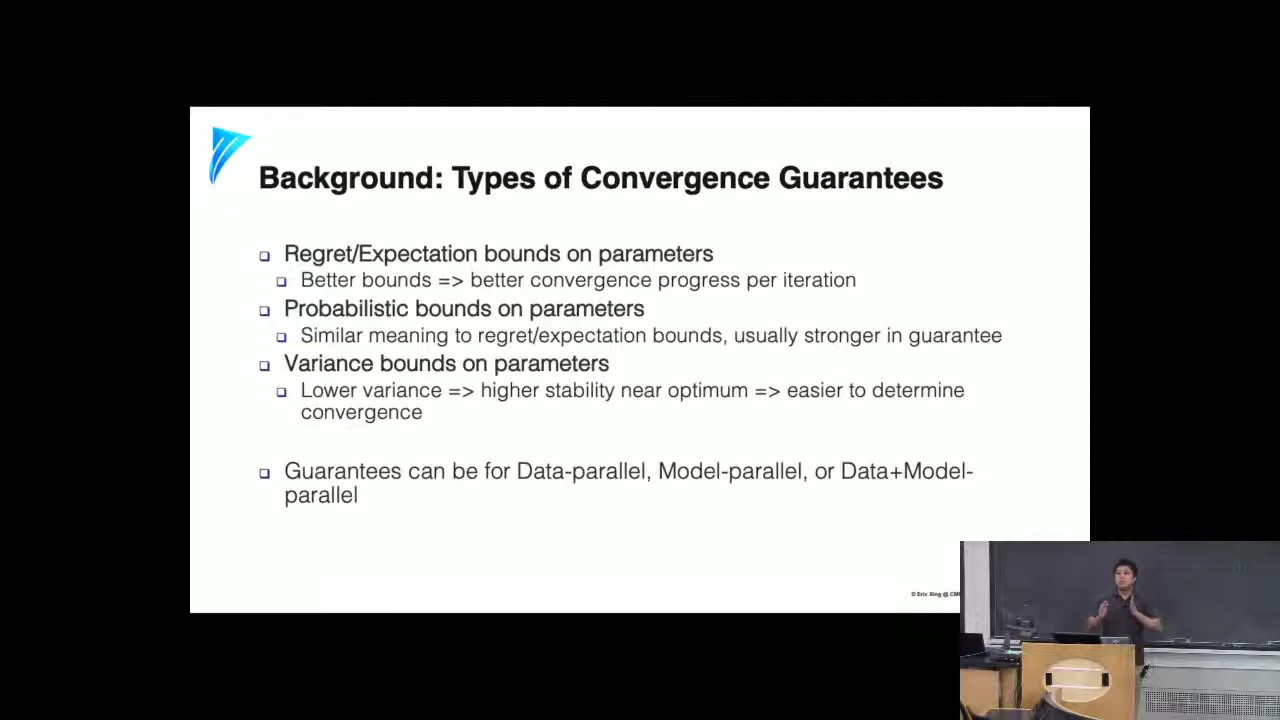 Background: Types of Convergence Guarantees
Regret/Expectation bounds on parameters
Better bounds => better convergence progress per iteration
Probabilistic bounds on parameters
Similar meaning to regret/expectation bounds, usually stronger in guarantee
Variance bounds on parameters
Lower variance => higher stability near optimum => easier to determine
convergence
Guarantees can be for Data-parallel, Model-parallel, or Data+Model-
parallel
© Eric Xing @ CM